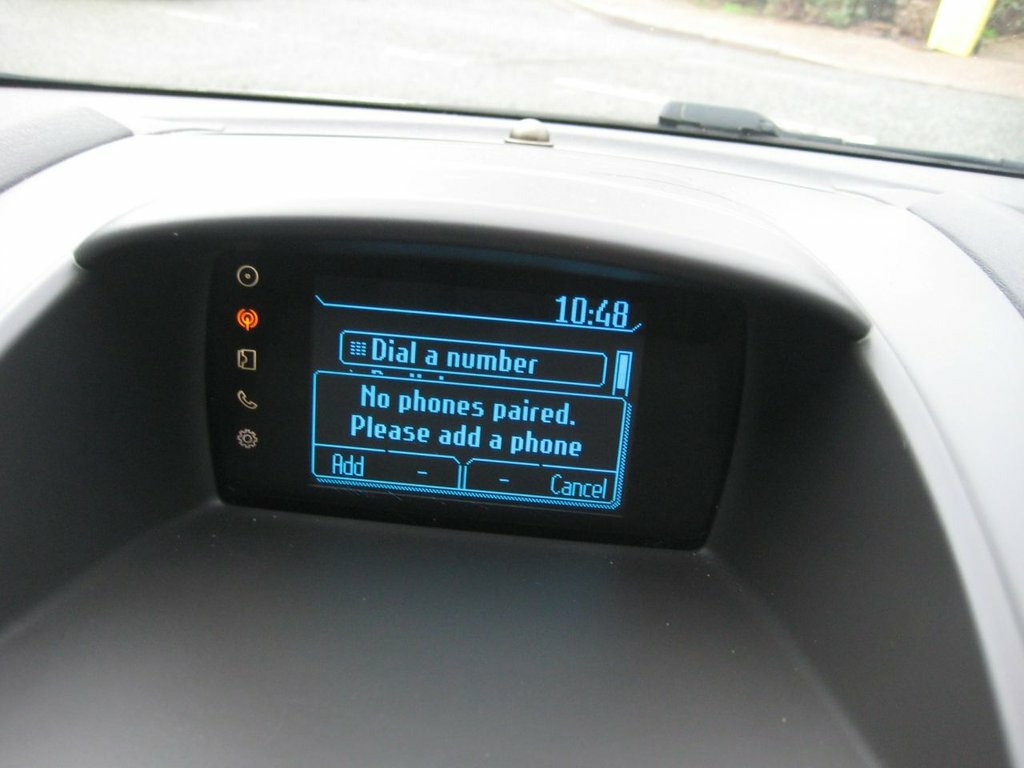 10:48
Dial a number
No phones paired.
Please add a phone
Add - - Cancel